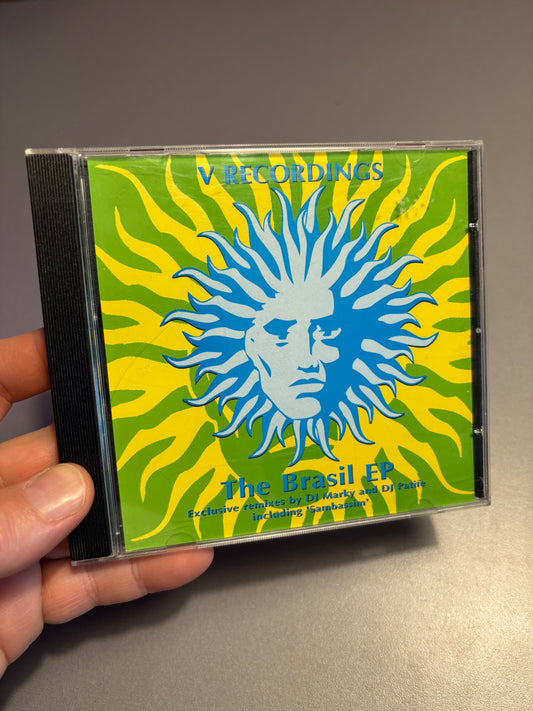 V RECORDINGS
The Brasil EP
Exclusive remixes by DJ Marky and DJ Patife
including 'Sambassim'